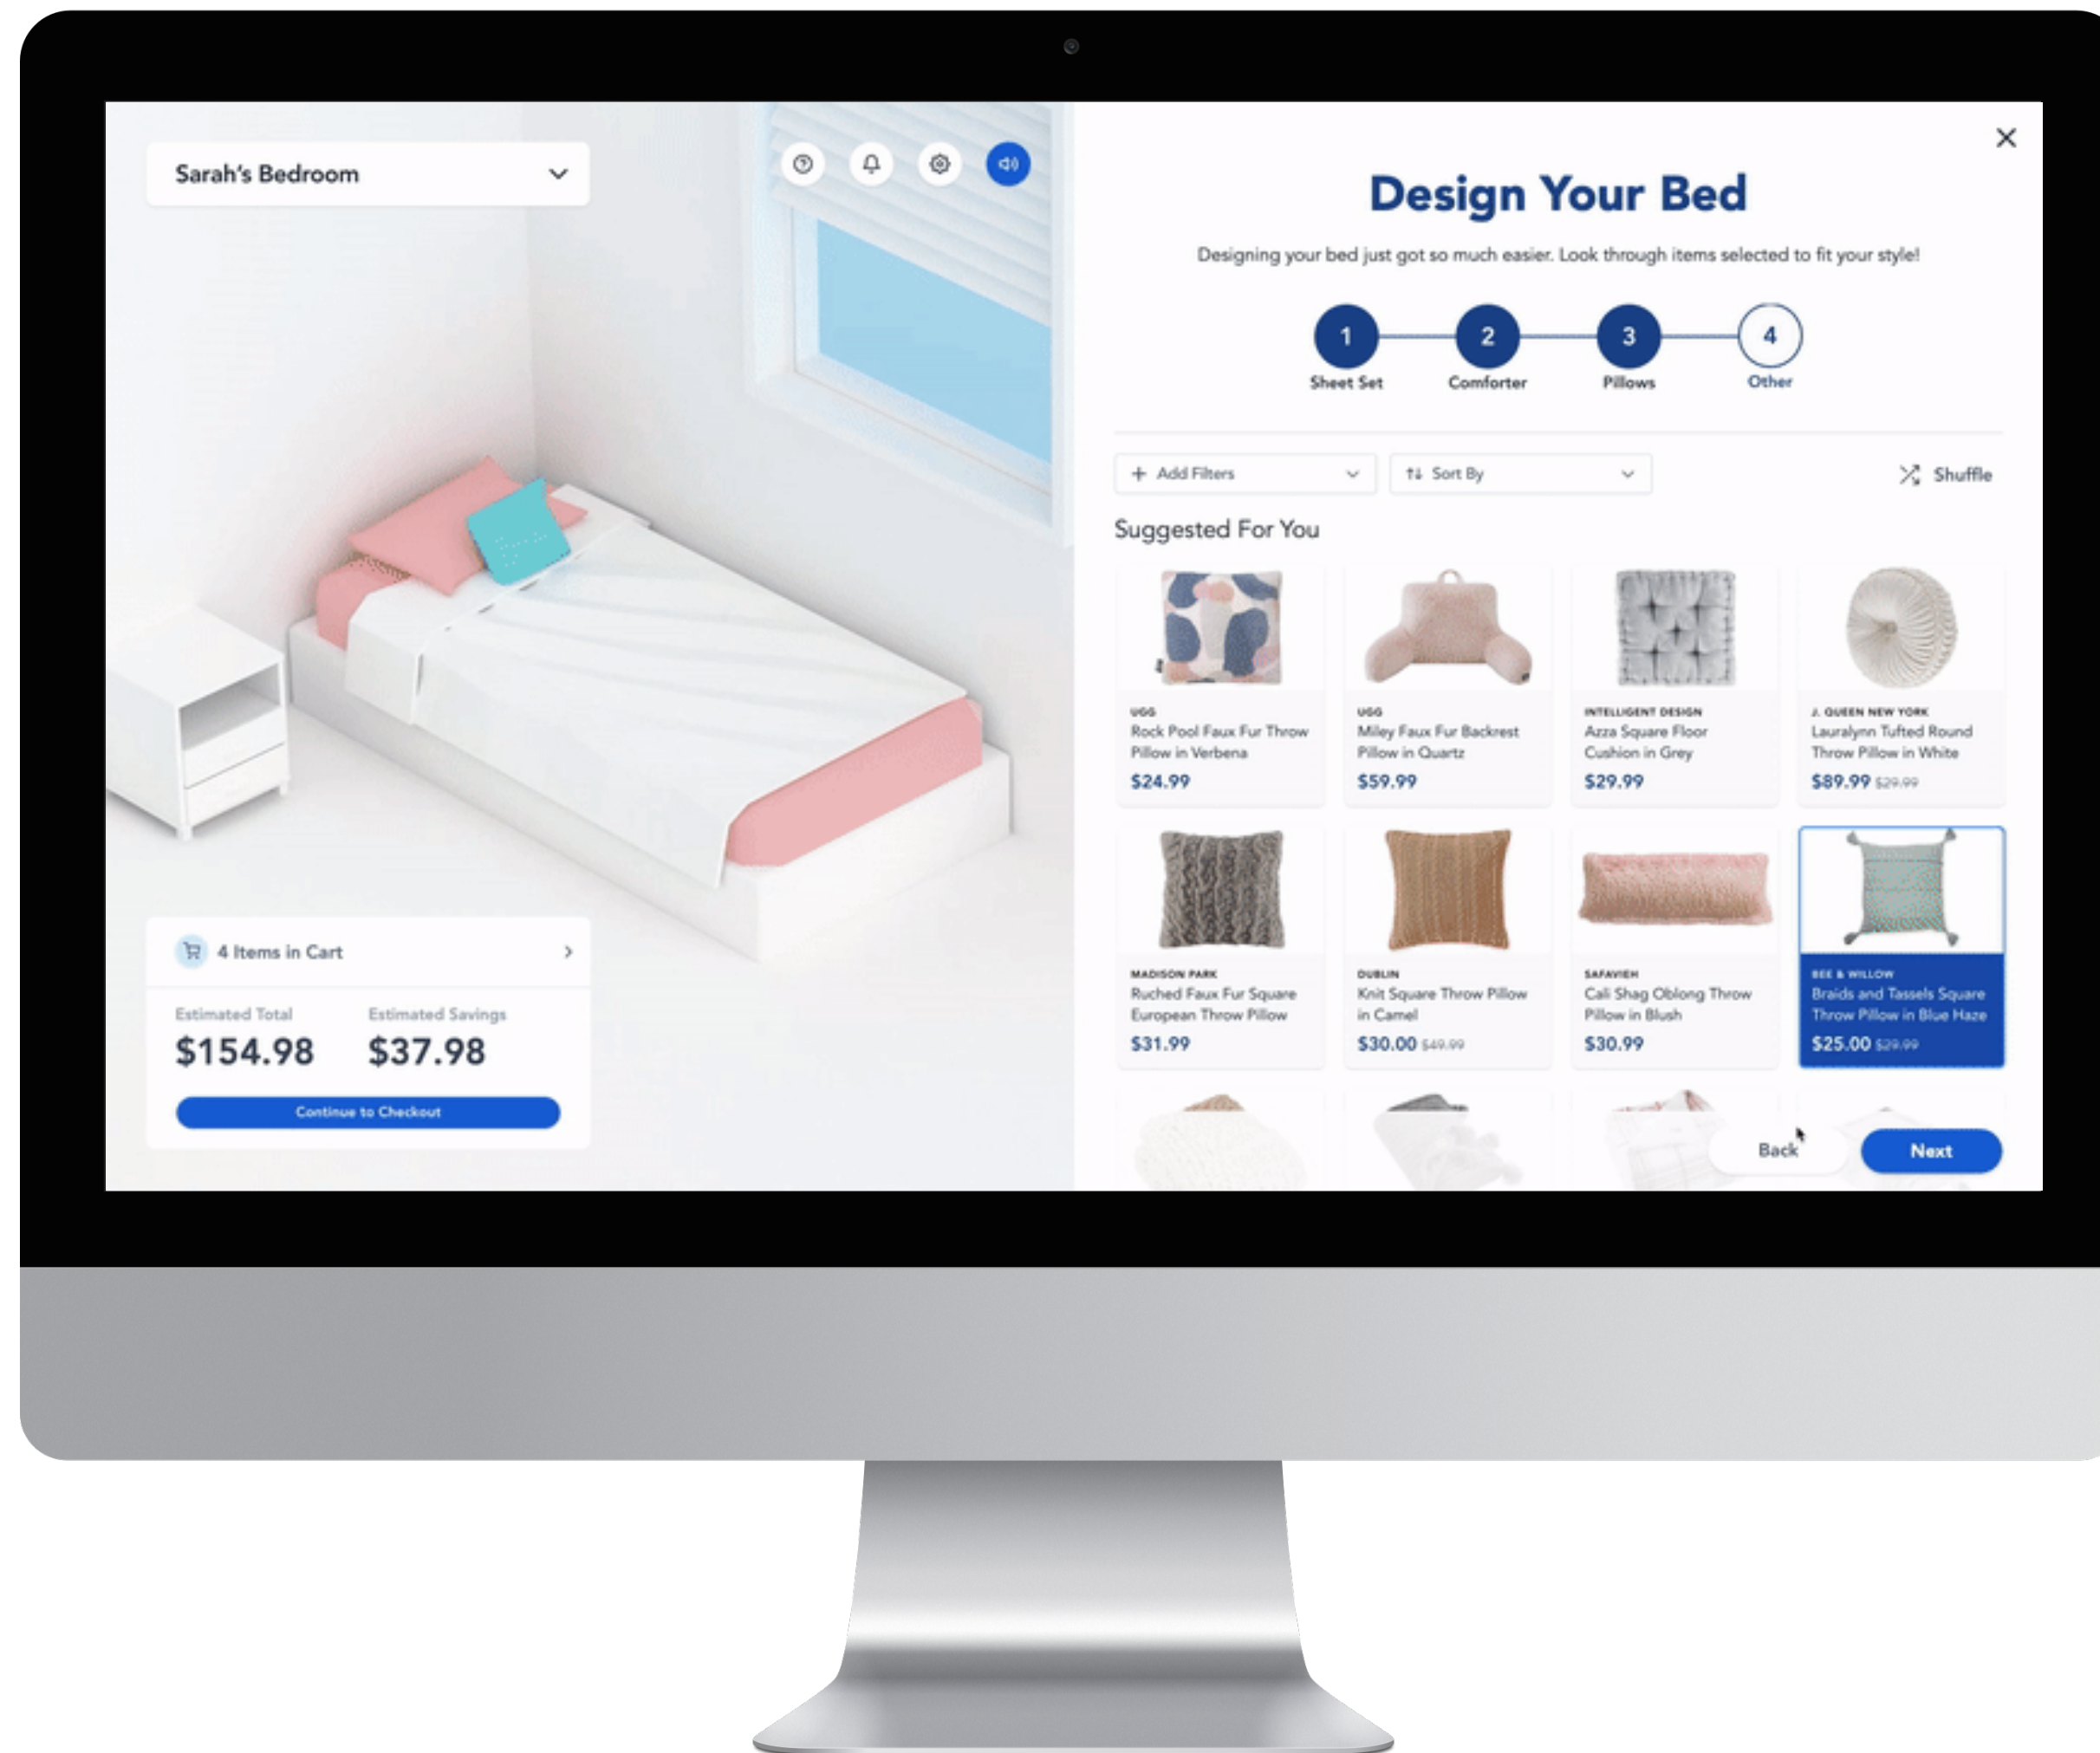 Sarah's Bedroom
Design Your Bed
Designing your bed just got so much easier. Look through items selected to fit your style!
1
2
3
4
Sheet Set
Comforter
Pillows
Other
+ Add Filters
Sort By
Shuffle
Suggested For You
UGG
Rock Pool Faux Fur Throw
Pillow in Verbena
$24.99
UGG
Miley Faux Fur Backrest
Pillow in Quartz
$59.99
INTELLIGENT DESIGN
Azza Square Floor
Cushion in Grey
$29.99
J. QUEEN NEW YORK
Lauralynn Tufted Round
Throw Pillow in White
$89.99 $29.99
MADISON PARK
Ruched Faux Fur Square
European Throw Pillow
$31.99
DUBLIN
Knit Square Throw Pillow
in Camel
$30.00 $49.99
SAFAVIEH
Cali Shag Oblong Throw
Pillow in Blush
$30.99
BEE & WILLOW
Braids and Tassels Square
Throw Pillow in Blue Haze
$25.00 $29.99
4 Items in Cart
Estimated Total
Estimated Savings
$154.98
$37.98
Continue to Checkout
Back
Next